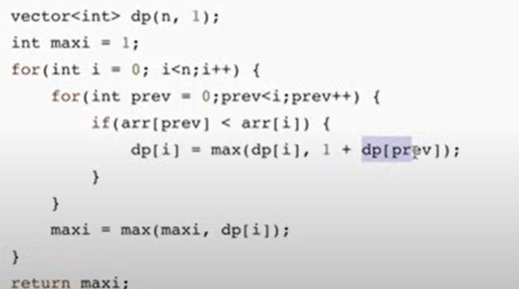 vector<int> dp(n, 1);
int maxi = 1;
for(int i = 0; i<n;i++) {
    for(int prev = 0;prev<i;prev++) {
        if(arr[prev] < arr[i]) {
            dp[i] = max(dp[i], 1 + dp[prev]);
        }
    }
    maxi = max(maxi, dp[i]);
}
return maxi;